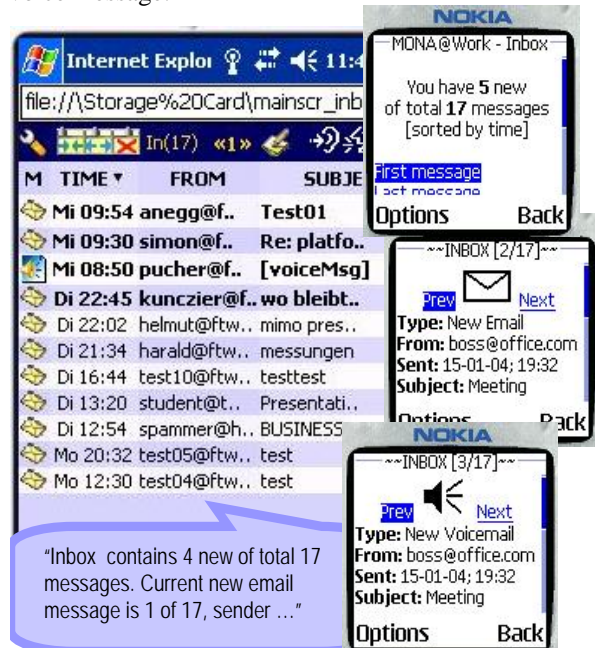 voice message.
Internet Explor 11:4
file://\Storage%20Card\mainscr_inb
In(17) «1»
M TIME FROM SUBJE
Mi 09:54 anegg@f.. Test01
Mi 09:30 simon@f.. Re: platfo..
Mi 08:50 pucher@f.. [voiceMsg]
Di 22:45 kunczier@f.. wo bleibt..
Di 22:02 helmut@ftw.. mimo pres..
Di 21:34 harald@ftw.. messungen
Di 16:44 test10@ftw.. testtest
Di 13:20 student@t.. Presentati..
Di 12:54 spammer@h.. BUSINESS
Mo 20:32 test05@ftw.. test
Mo 12:30 test04@ftw.. test
"Inbox contains 4 new of total 17
messages. Current new email
message is 1 of 17, sender …"
NOKIA
MONA@Work - Inbox
You have 5 new
of total 17 messages
[sorted by time]
First message
Last message
Options Back
~~INBOX [2/17]~~
Prev Next
Type: New Email
From: boss@office.com
Sent: 15-01-04; 19:32
Subject: Meeting
Options Back
NOKIA
~~INBOX [3/17]~~
Prev Next
Type: New Voicemail
From: boss@office.com
Sent: 15-01-04; 19:32
Subject: Meeting
Options Back